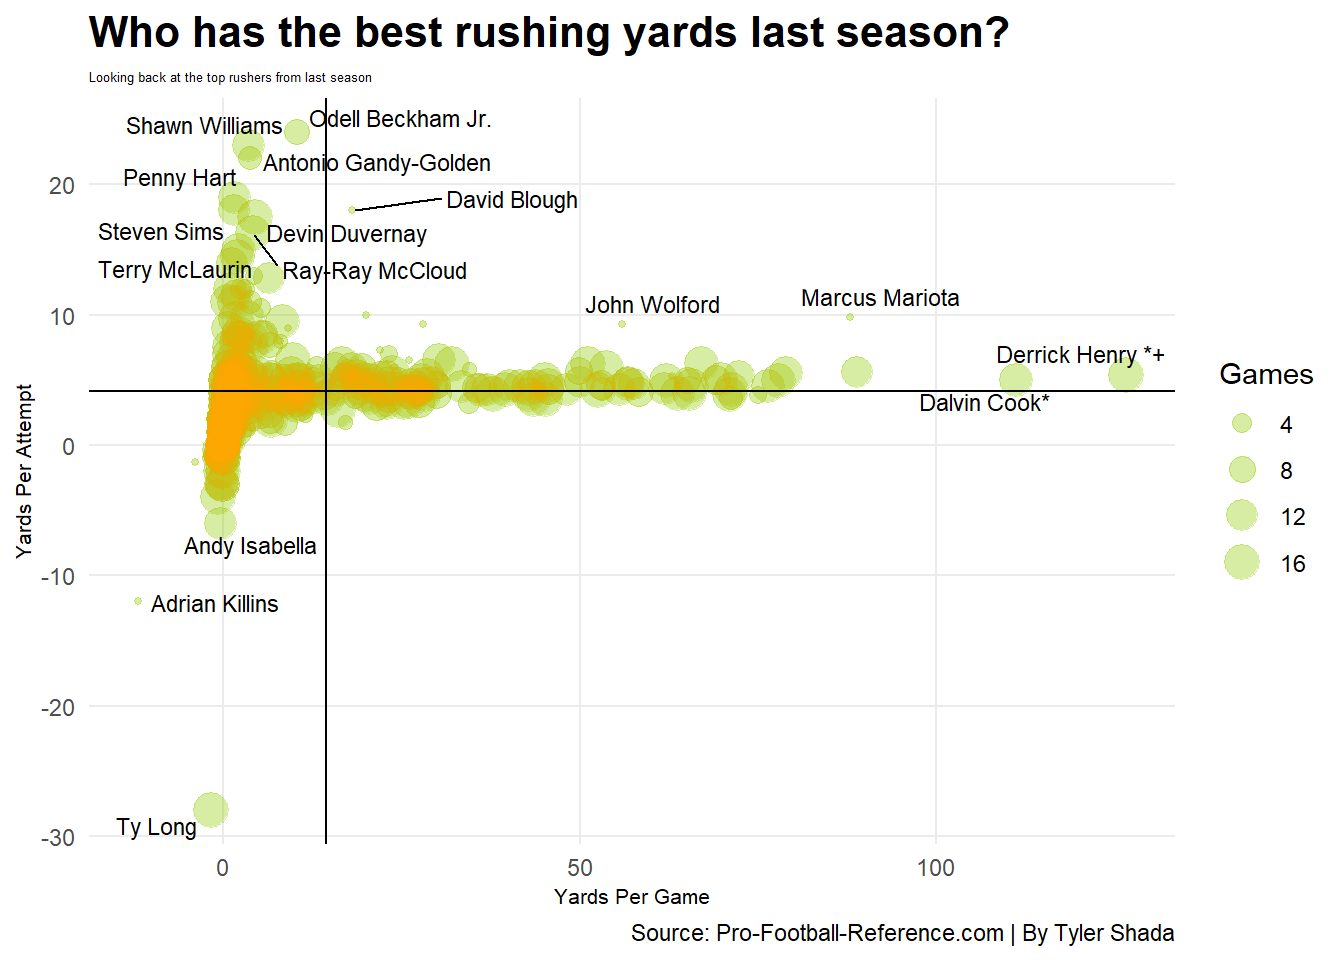 Who has the best rushing yards last season?
Looking back at the top rushers from last season
Shawn Williams
Odell Beckham Jr.
Antonio Gandy-Golden
Penny Hart
David Blough
Steven Sims
Devin Duvernay
Terry McLaurin
Ray-Ray McCloud
John Wolford
Marcus Mariota
Derrick Henry *+
Dalvin Cook*
Andy Isabella
Adrian Killins
Ty Long
Yards Per Attempt
20
10
0
-10
-20
-30
0
50
100
Yards Per Game
Games
4
8
12
16
Source: Pro-Football-Reference.com | By Tyler Shada